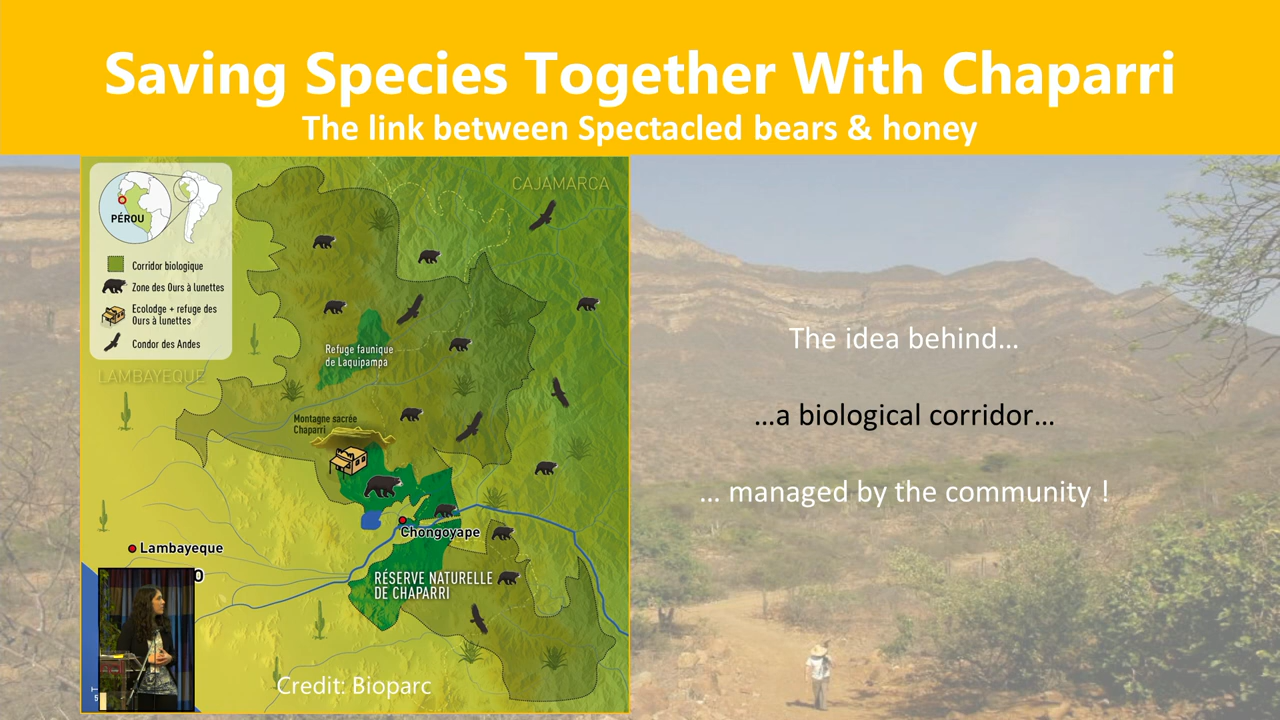 Saving Species Together With Chaparri
The link between Spectacled bears & honey
PÉROU
Corridor biologique
Zone des Ours à lunettes
Ecolodge + refuge des
Ours à lunettes
Condor des Andes
CAJAMARCA
LAMBAYEQUE
Refuge faunique
de Laquipampa
Montagne sacrée
Chaparri
Chongoyape
Lambayeque
O
RÉSERVE NATURELLE
DE CHAPARRI
5
Credit: Bioparc
The idea behind...
...a biological corridor...
... managed by the community !